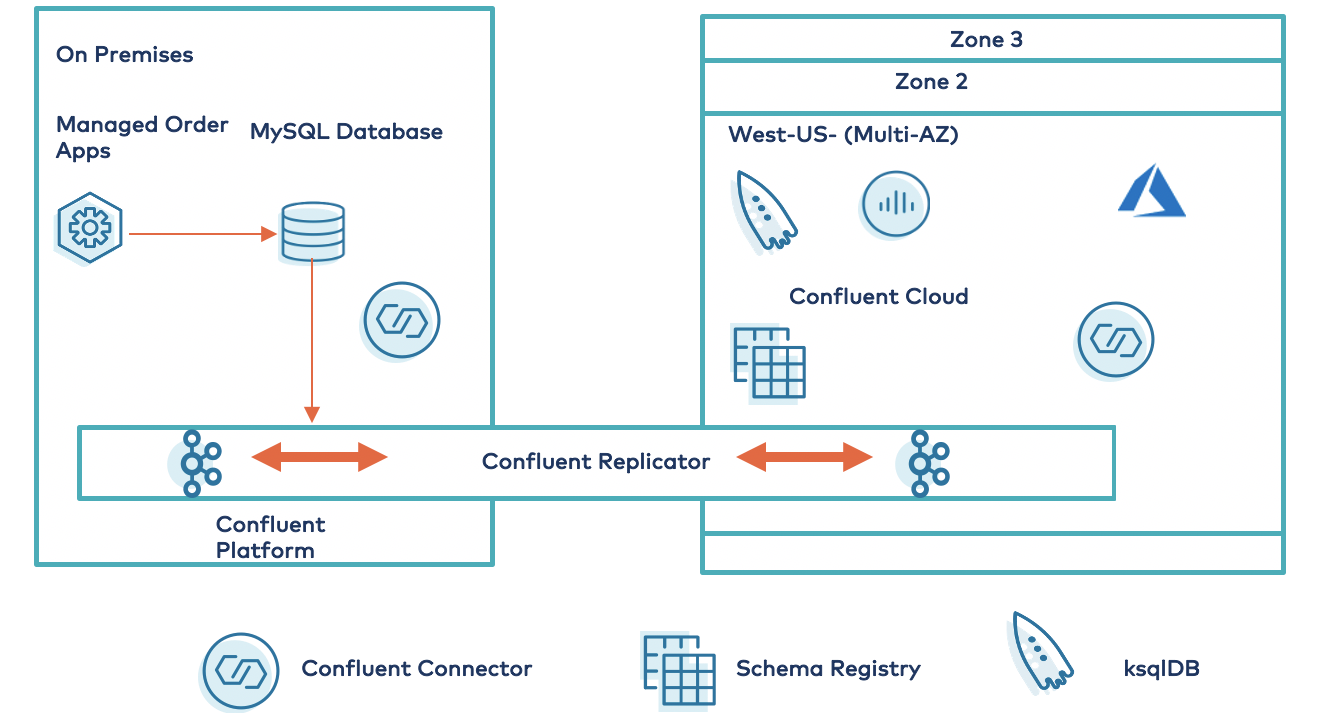 On Premises
Managed Order
Apps
MySQL Database
Zone 3
Zone 2
West-US- (Multi-AZ)
Confluent Cloud
Confluent Replicator
Confluent
Platform
Confluent Connector
Schema Registry
ksqlDB